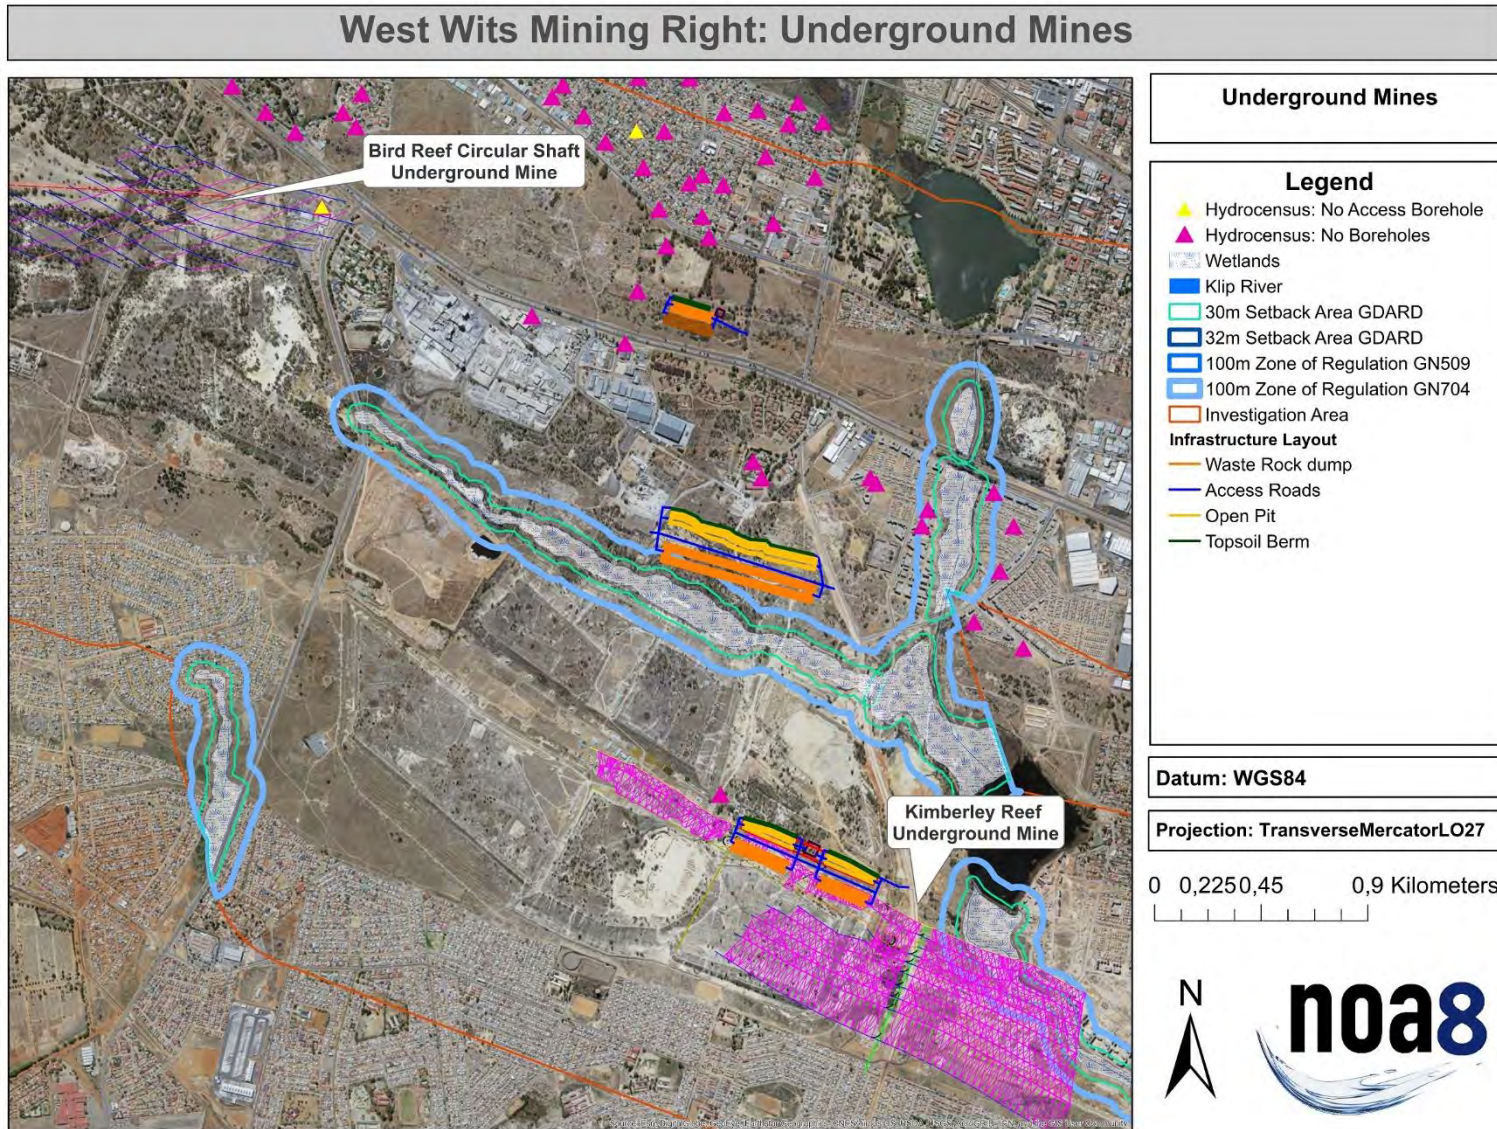 West Wits Mining Right: Underground Mines
Bird Reef Circular Shaft
Underground Mine
Kimberley Reef
Underground Mine
Underground Mines
Legend
Hydrocensus: No Access Borehole
Hydrocensus: No Boreholes
Wetlands
Klip River
30m Setback Area GDARD
32m Setback Area GDARD
100m Zone of Regulation GN509
100m Zone of Regulation GN704
Investigation Area
Infrastructure Layout
Waste Rock dump
Access Roads
Open Pit
Topsoil Berm
Datum: WGS84
Projection: TransverseMercatorLO27
0 0,225 0,45 0,9 Kilometers
N
noa8